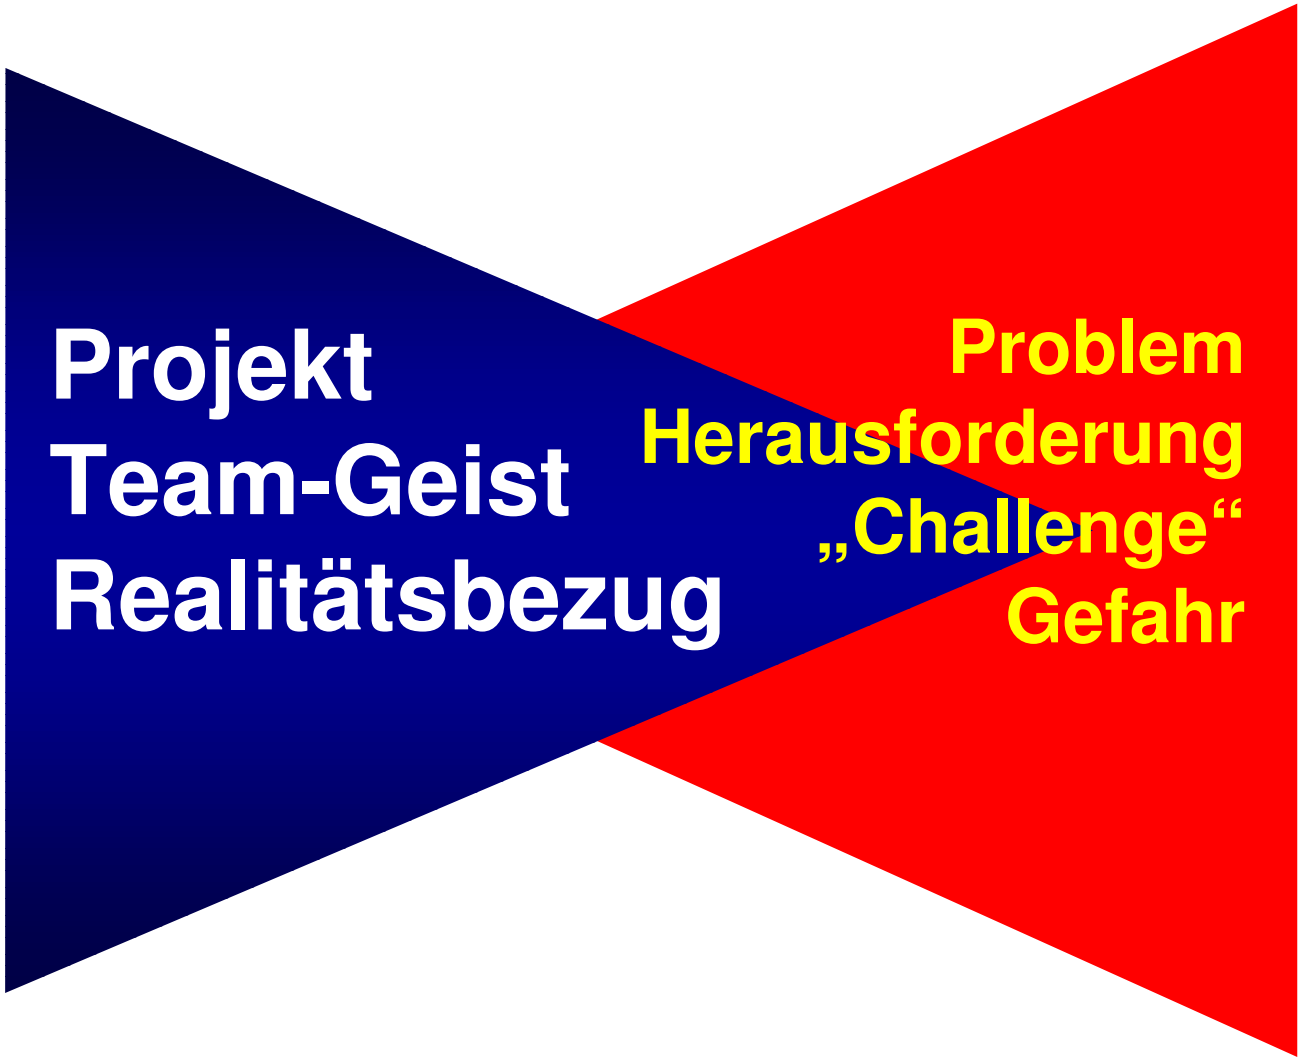 Projekt
Team-Geist
Realitätsbezug
Problem
Herausforderung
„Challenge“
Gefahr